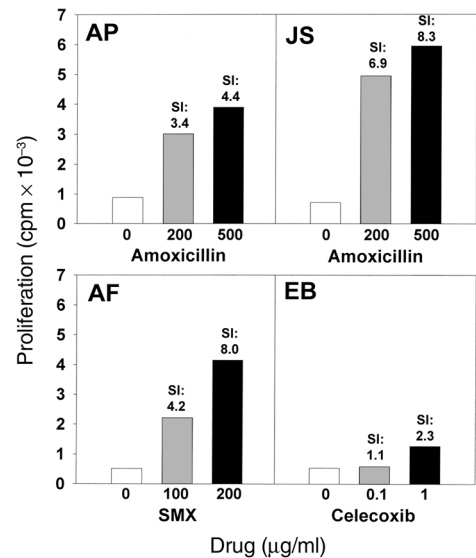 Proliferation (cpm × 10⁻³)
7
6
5
4
3
2
1
0
AP
SI:
3.4
SI:
4.4
0 200 500
Amoxicillin
JS
SI:
6.9
SI:
8.3
0 200 500
Amoxicillin
7
6
5
4
3
2
1
0
AF
SI:
4.2
SI:
8.0
0 100 200
SMX
EB
SI:
1.1
SI:
2.3
0 0.1 1
Celecoxib
Drug (μg/ml)